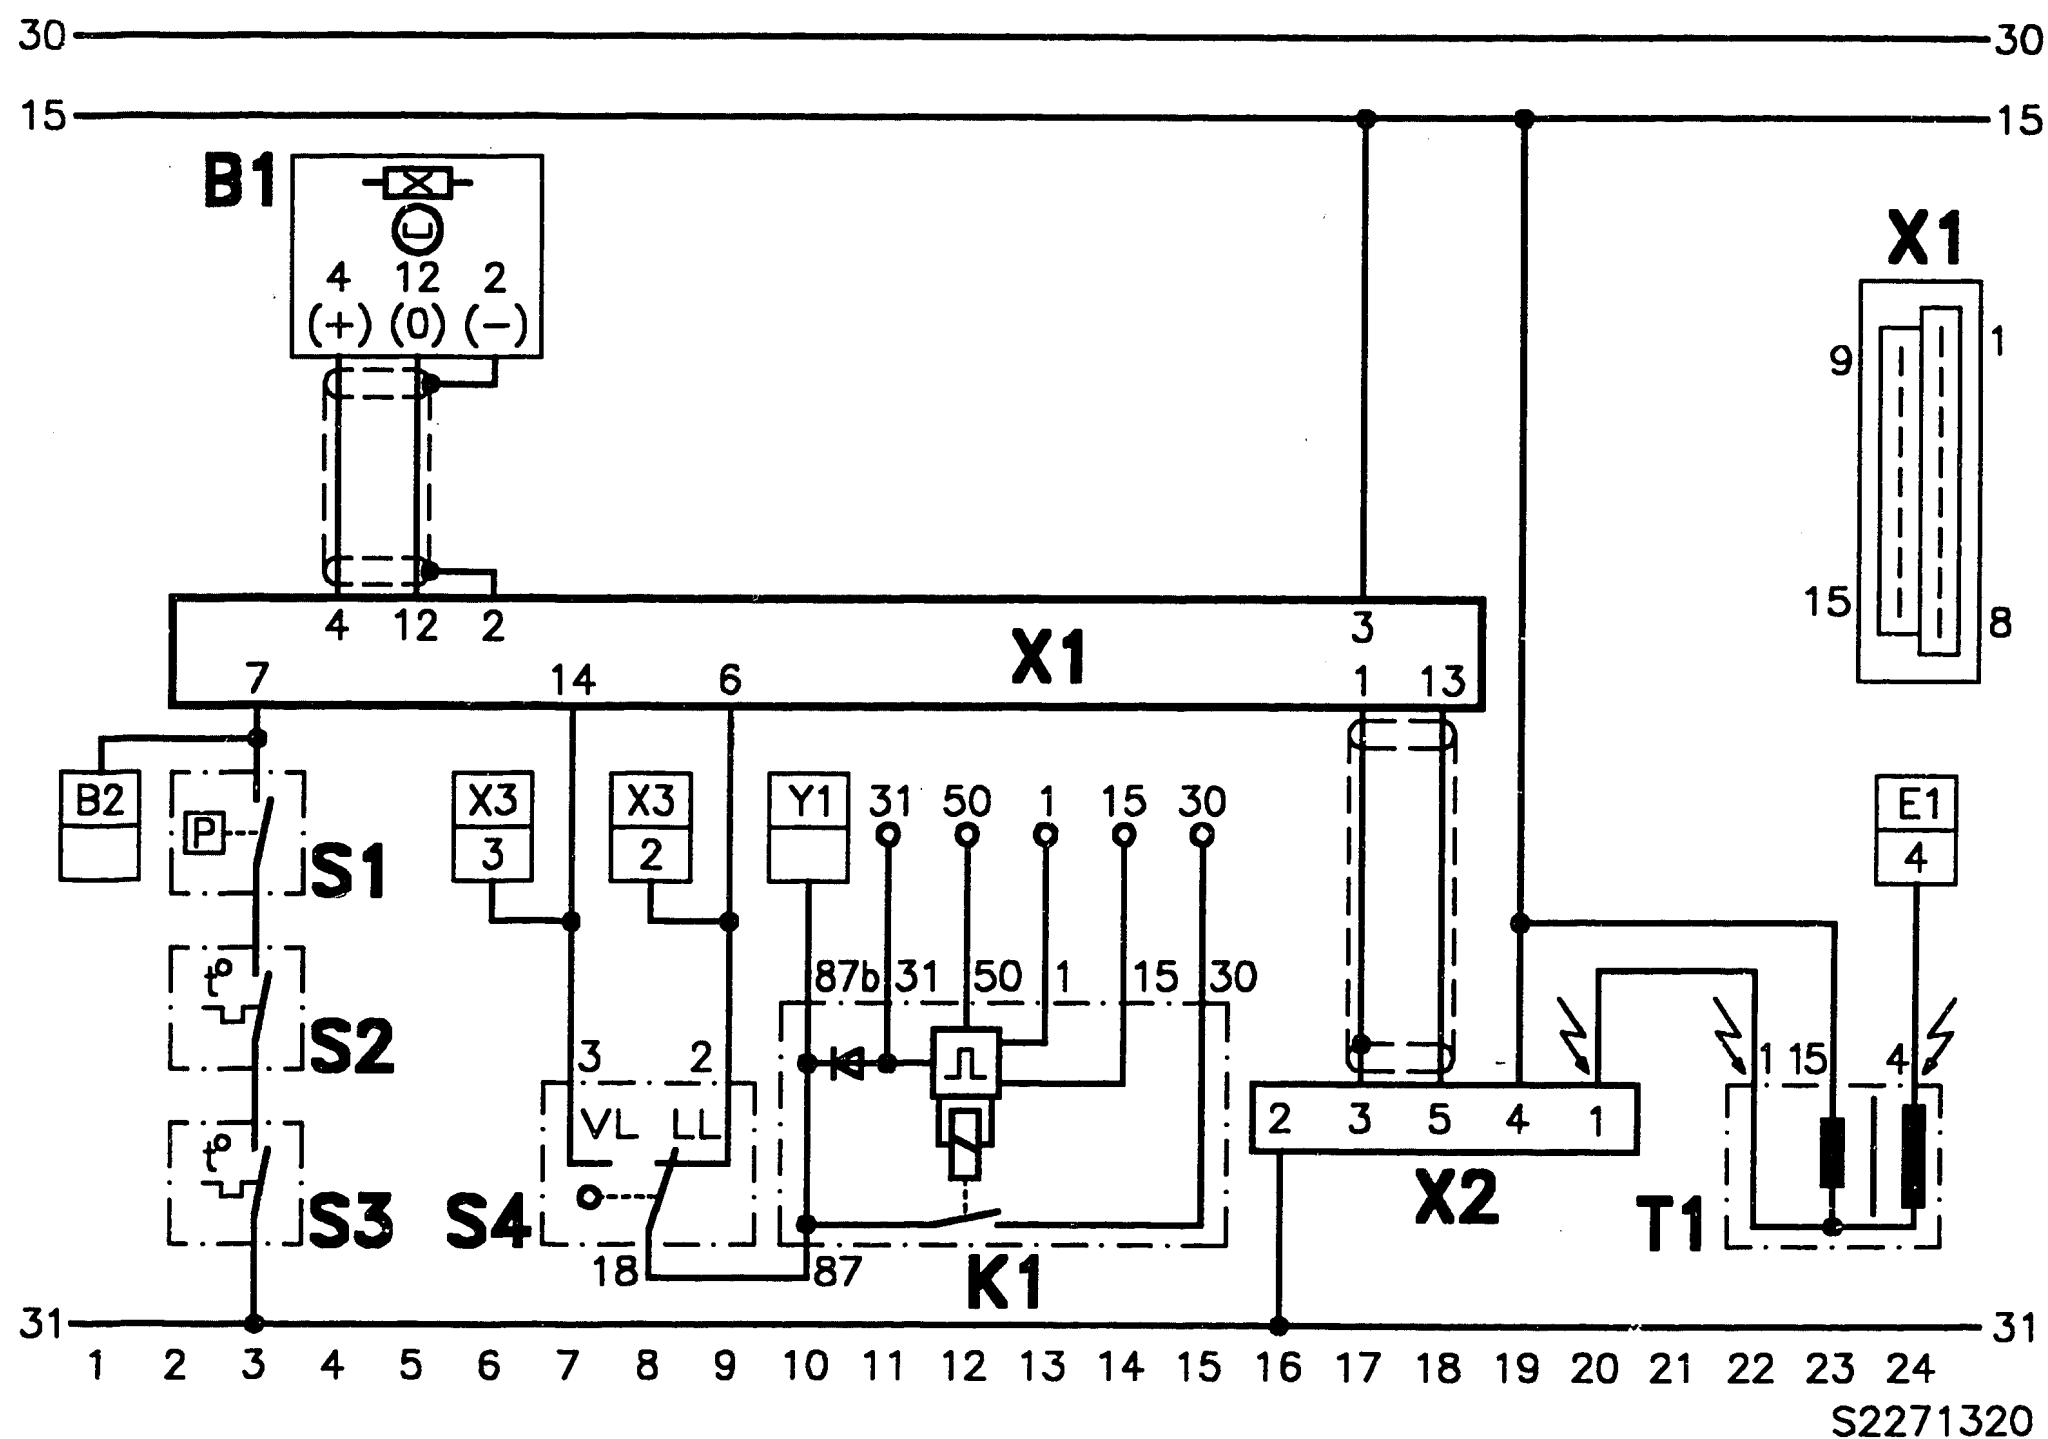 30 30
15 15
B1
4 12 2
(+) (0) (-)
X1
9 1
15 8
4 12 2 3
X1
7 14 6 1 13
B2 X3 X3 Y1 31 50 1 15 30 E1
P 3 2 4
S1
87b 31 50 1 15 30
t°
S2
3 2 1 15 4
VL LL 2 3 5 4 1
t°
S3 S4 X2 T1
18 87 K1
31 31
1 2 3 4 5 6 7 8 9 10 11 12 13 14 15 16 17 18 19 20 21 22 23 24
S2271320